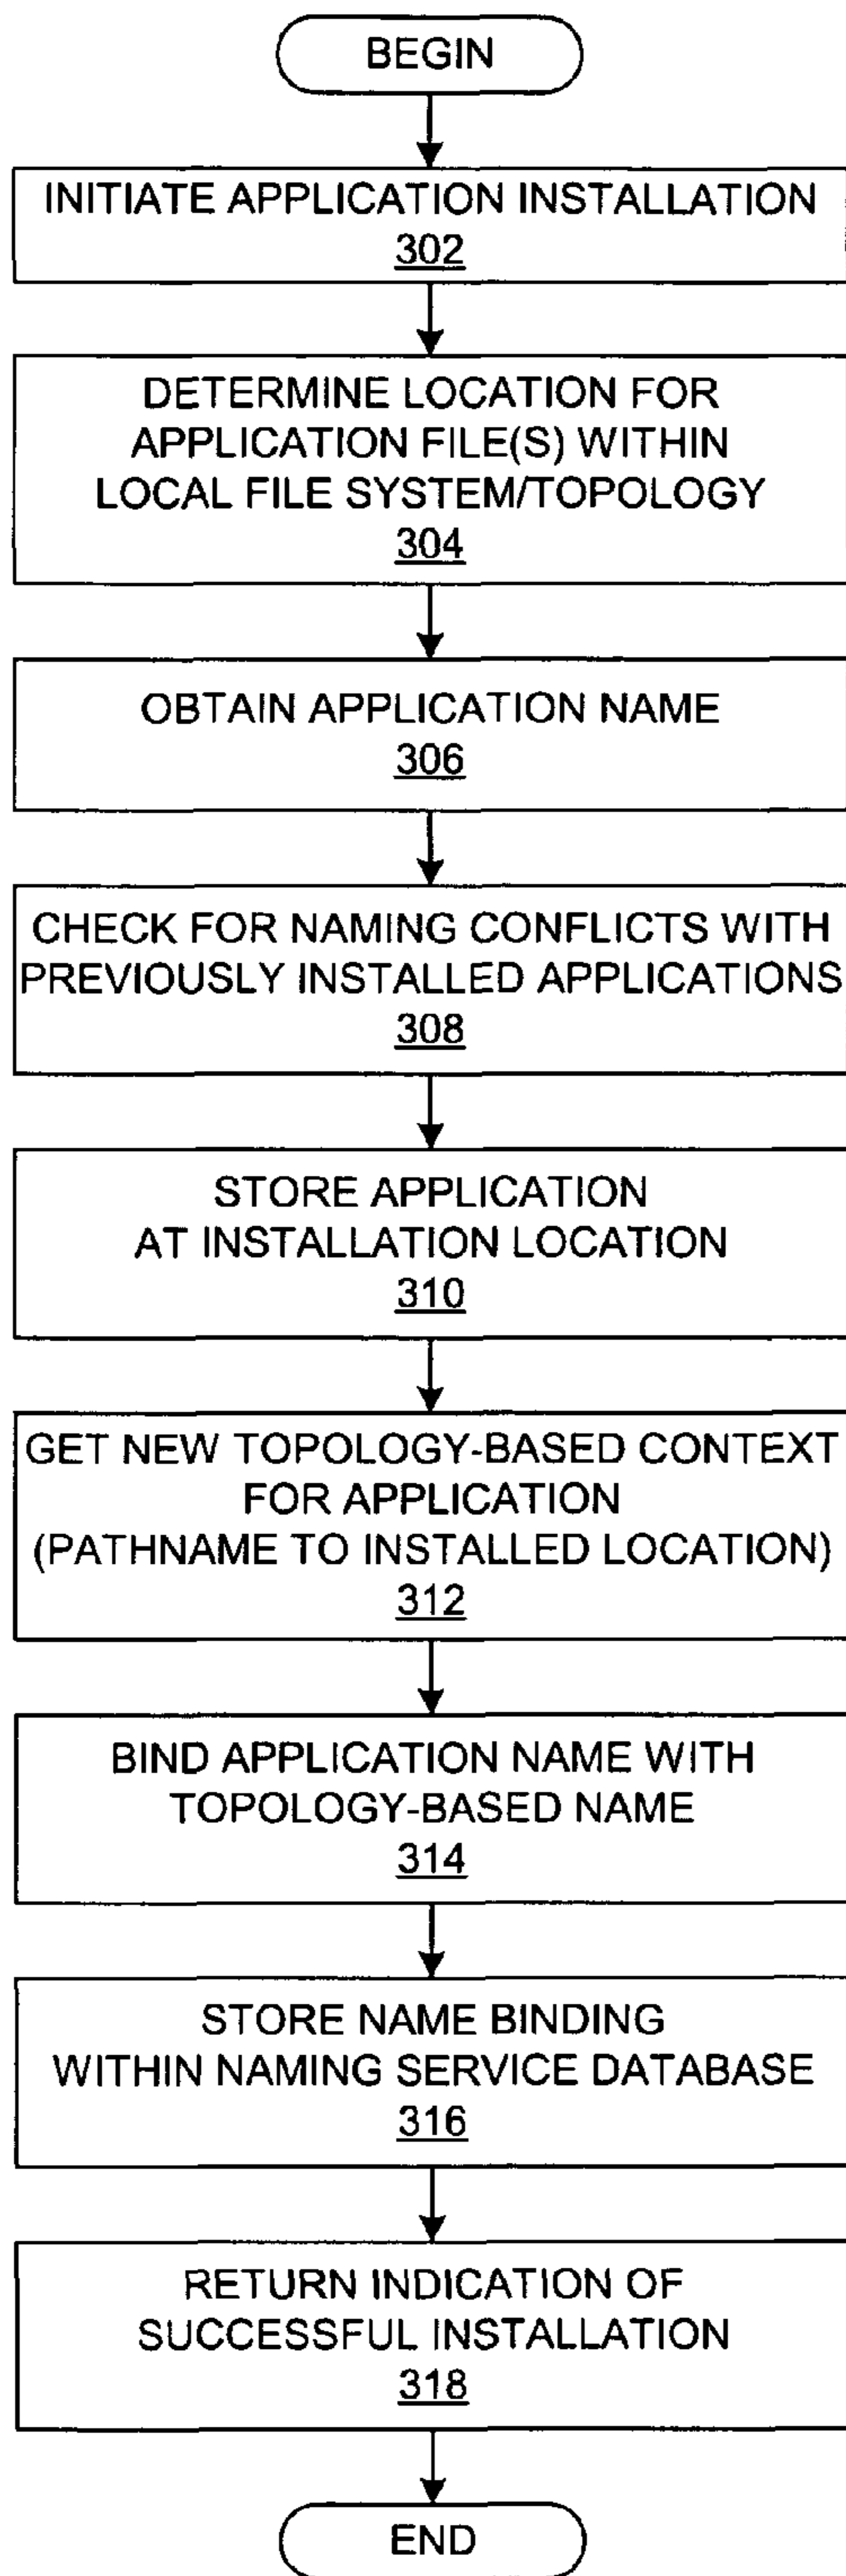 BEGIN
INITIATE APPLICATION INSTALLATION
302
DETERMINE LOCATION FOR
APPLICATION FILE(S) WITHIN
LOCAL FILE SYSTEM/TOPOLOGY
304
OBTAIN APPLICATION NAME
306
CHECK FOR NAMING CONFLICTS WITH
PREVIOUSLY INSTALLED APPLICATIONS
308
STORE APPLICATION
AT INSTALLATION LOCATION
310
GET NEW TOPOLOGY-BASED CONTEXT
FOR APPLICATION
(PATHNAME TO INSTALLED LOCATION)
312
BIND APPLICATION NAME WITH
TOPOLOGY-BASED NAME
314
STORE NAME BINDING
WITHIN NAMING SERVICE DATABASE
316
RETURN INDICATION OF
SUCCESSFUL INSTALLATION
318
END